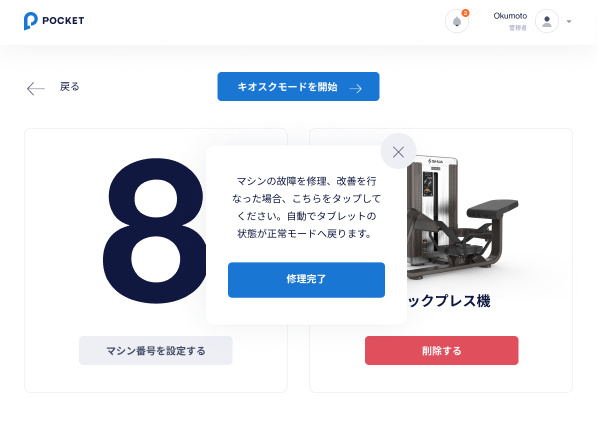 POCKET
Okumoto
管理者
戻る
キオスクモードを開始
8
マシンの故障を修理、改善を行
なった場合、こちらをタップして
ください。自動でタブレットの
状態が正常モードへ戻ります。
修理完了
ックプレス機
マシン番号を設定する
削除する